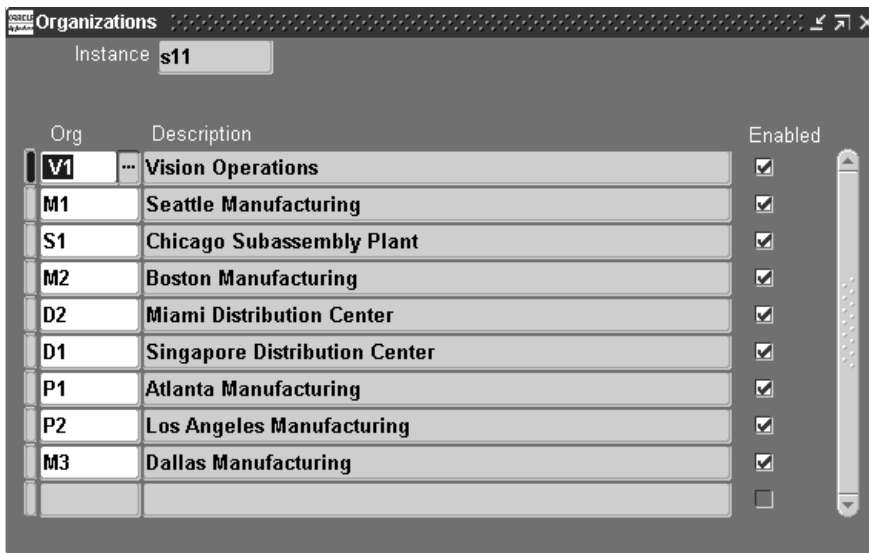 ORACLE Organizations
Instance s11
Org Description Enabled
V1 ... Vision Operations
M1 Seattle Manufacturing
S1 Chicago Subassembly Plant
M2 Boston Manufacturing
D2 Miami Distribution Center
D1 Singapore Distribution Center
P1 Atlanta Manufacturing
P2 Los Angeles Manufacturing
M3 Dallas Manufacturing